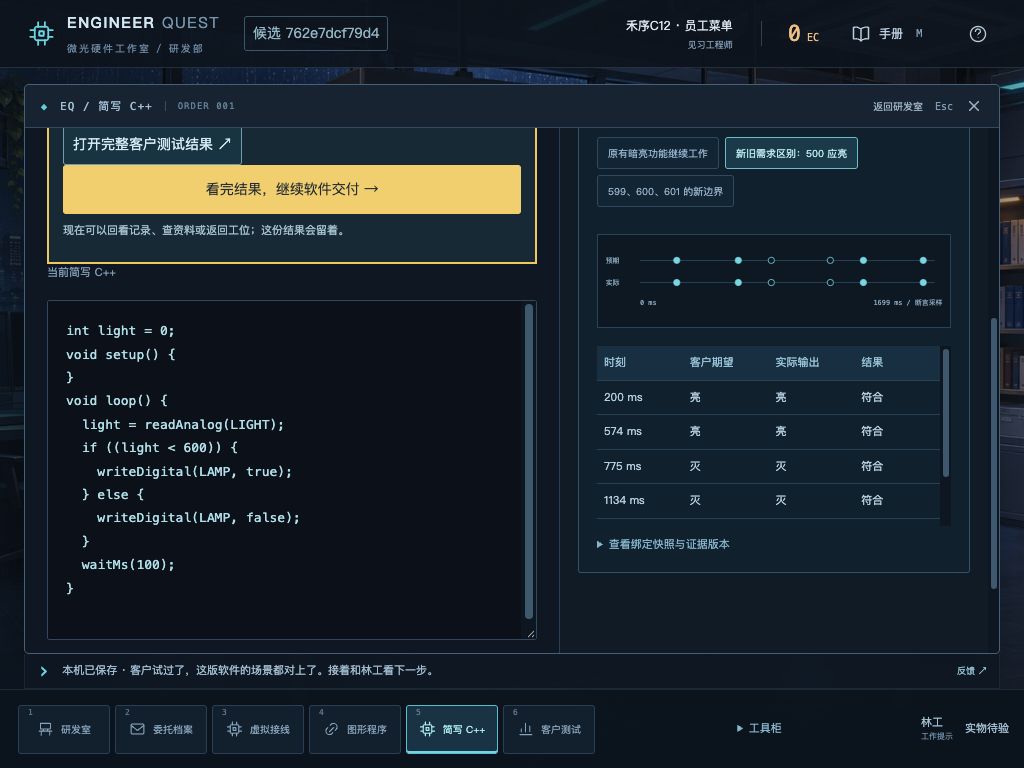 ENGINEER QUEST
微光硬件工作室 / 研发部
候选 762e7dcf79d4
禾序C12 · 员工菜单
见习工程师
0 EC
手册 M
EQ / 简写 C++
ORDER 001
返回研发室 Esc
打开完整客户测试结果 ↗
看完结果，继续软件交付 →
现在可以回看记录、查资料或返回工位；这份结果会留着。
当前简写 C++
int light = 0;
void setup() {
}
void loop() {
  light = readAnalog(LIGHT);
  if ((light < 600)) {
    writeDigital(LAMP, true);
  } else {
    writeDigital(LAMP, false);
  }
  waitMs(100);
}
原有暗亮功能继续工作
新旧需求区别：500 应亮
599、600、601 的新边界
预期
实际
0 ms
1699 ms / 断言采样
时刻 客户期望 实际输出 结果
200 ms 亮 亮 符合
574 ms 亮 亮 符合
775 ms 灭 灭 符合
1134 ms 灭 灭 符合
查看绑定快照与证据版本
本机已保存 · 客户试过了，这版软件的场景都对上了。接着和林工看下一步。
反馈 ↗
1 研发室
2 委托档案
3 虚拟接线
4 图形程序
5 简写 C++
6 客户测试
工具柜
林工
工作提示
实物待验